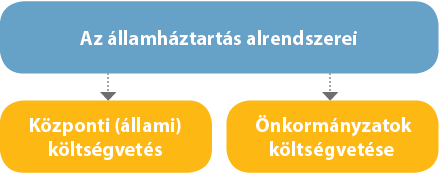 Az államháztartás alrendszerei
Központi (állami)
költségvetés
Önkormányzatok
költségvetése